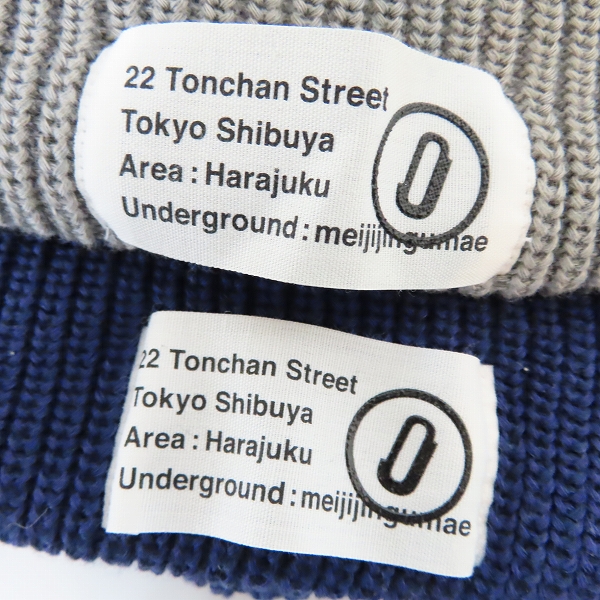 22 Tonchan Street
Tokyo Shibuya
Area : Harajuku
Underground : meijijingumae
22 Tonchan Street
Tokyo Shibuya
Area : Harajuku
Underground : meijijingumae